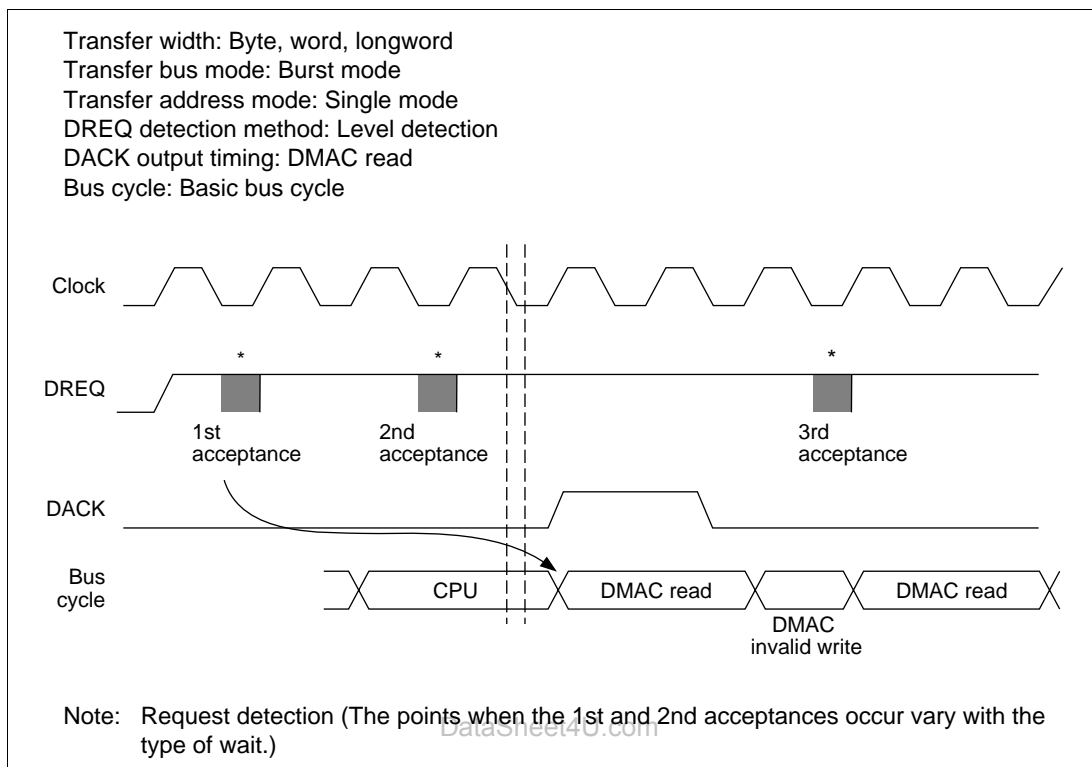 Transfer width: Byte, word, longword
Transfer bus mode: Burst mode
Transfer address mode: Single mode
DREQ detection method: Level detection
DACK output timing: DMAC read
Bus cycle: Basic bus cycle
Clock
* * *
DREQ
1st acceptance
2nd acceptance
3rd acceptance
DACK
Bus cycle
CPU
DMAC read
DMAC invalid write
DMAC read
Note: Request detection (The points when the 1st and 2nd acceptances occur vary with the
type of wait.)
DataSheet4U.com